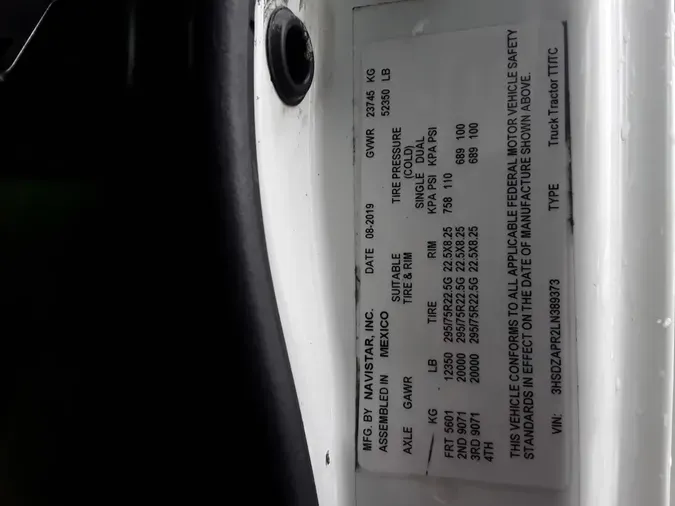 MFG. BY NAVISTAR, INC. DATE 08-2019 GVWR 23745 KG
ASSEMBLED IN MEXICO 52350 LB
SUITABLE TIRE PRESSURE
AXLE GAWR TIRE & RIM (COLD)
SINGLE DUAL
KG LB TIRE RIM KPA PSI KPA PSI
FRT 5601 12350 295/75R22.5G 22.5X8.25 758 110
2ND 9071 20000 295/75R22.5G 22.5X8.25 689 100
3RD 9071 20000 295/75R22.5G 22.5X8.25 689 100
4TH
THIS VEHICLE CONFORMS TO ALL APPLICABLE FEDERAL MOTOR VEHICLE SAFETY
STANDARDS IN EFFECT ON THE DATE OF MANUFACTURE SHOWN ABOVE.
VIN: 3HSDZAPR2LN389373 TYPE Truck Tractor TT/TC